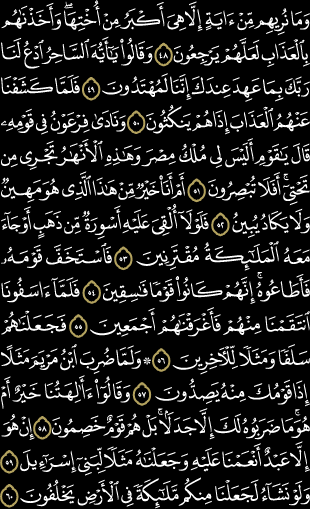 وَمَا نُرِيهِم مِّنْ ءَايَةٍ إِلَّا هِىَ أَكْبَرُ مِنْ أُخْتِهَا ۖ وَأَخَذْنَٰهُم
بِٱلْعَذَابِ لَعَلَّهُمْ يَرْجِعُونَ ٤٨ وَقَالُوا۟ يَٰٓأَيُّهَ ٱلسَّاحِرُ ٱدْعُ لَنَا
رَبَّكَ بِمَا عَهِدَ عِندَكَ إِنَّنَا لَمُهْتَدُونَ ٤٩ فَلَمَّا كَشَفْنَا
عَنْهُمُ ٱلْعَذَابَ إِذَا هُمْ يَنكُثُونَ ٥٠ وَنَادَىٰ فِرْعَوْنُ فِى قَوْمِهِۦ
قَالَ يَٰقَوْمِ أَلَيْسَ لِى مُلْكُ مِصْرَ وَهَٰذِهِ ٱلْأَنْهَٰرُ تَجْرِى مِن
تَحْتِىٓ ۖ أَفَلَا تُبْصِرُونَ ٥١ أَمْ أَنَا۠ خَيْرٌ مِّنْ هَٰذَا ٱلَّذِى هُوَ مَهِينٌ
وَلَا يَكَادُ يُبِينُ ٥٢ فَلَوْلَآ أُلْقِىَ عَلَيْهِ أَسْوِرَةٌ مِّن ذَهَبٍ أَوْ جَآءَ
مَعَهُ ٱلْمَلَٰٓئِكَةُ مُقْتَرِنِينَ ٥٣ فَٱسْتَخَفَّ قَوْمَهُۥ
فَأَطَاعُوهُ ۚ إِنَّهُمْ كَانُوا۟ قَوْمًا فَٰسِقِينَ ٥٤ فَلَمَّآ ءَاسَفُونَا
ٱنتَقَمْنَا مِنْهُمْ فَأَغْرَقْنَٰهُمْ أَجْمَعِينَ ٥٥ فَجَعَلْنَٰهُمْ
سَلَفًا وَمَثَلًا لِّلْءَاخِرِينَ ٥٦ ۞ وَلَمَّا ضُرِبَ ٱبْنُ مَرْيَمَ مَثَلًا
إِذَا قَوْمُكَ مِنْهُ يَصِدُّونَ ٥٧ وَقَالُوٓا۟ ءَأَٰلِهَتُنَا خَيْرٌ أَمْ
هُوَ ۚ مَا ضَرَبُوهُ لَكَ إِلَّا جَدَلًۢا ۚ بَلْ هُمْ قَوْمٌ خَصِمُونَ ٥٨ إِنْ هُوَ
إِلَّا عَبْدٌ أَنْعَمْنَا عَلَيْهِ وَجَعَلْنَٰهُ مَثَلًا لِّبَنِىٓ إِسْرَٰٓءِيلَ ٥٩
وَلَوْ نَشَآءُ لَجَعَلْنَا مِنكُم مَّلَٰٓئِكَةً فِى ٱلْأَرْضِ يَخْلُفُونَ ٦٠